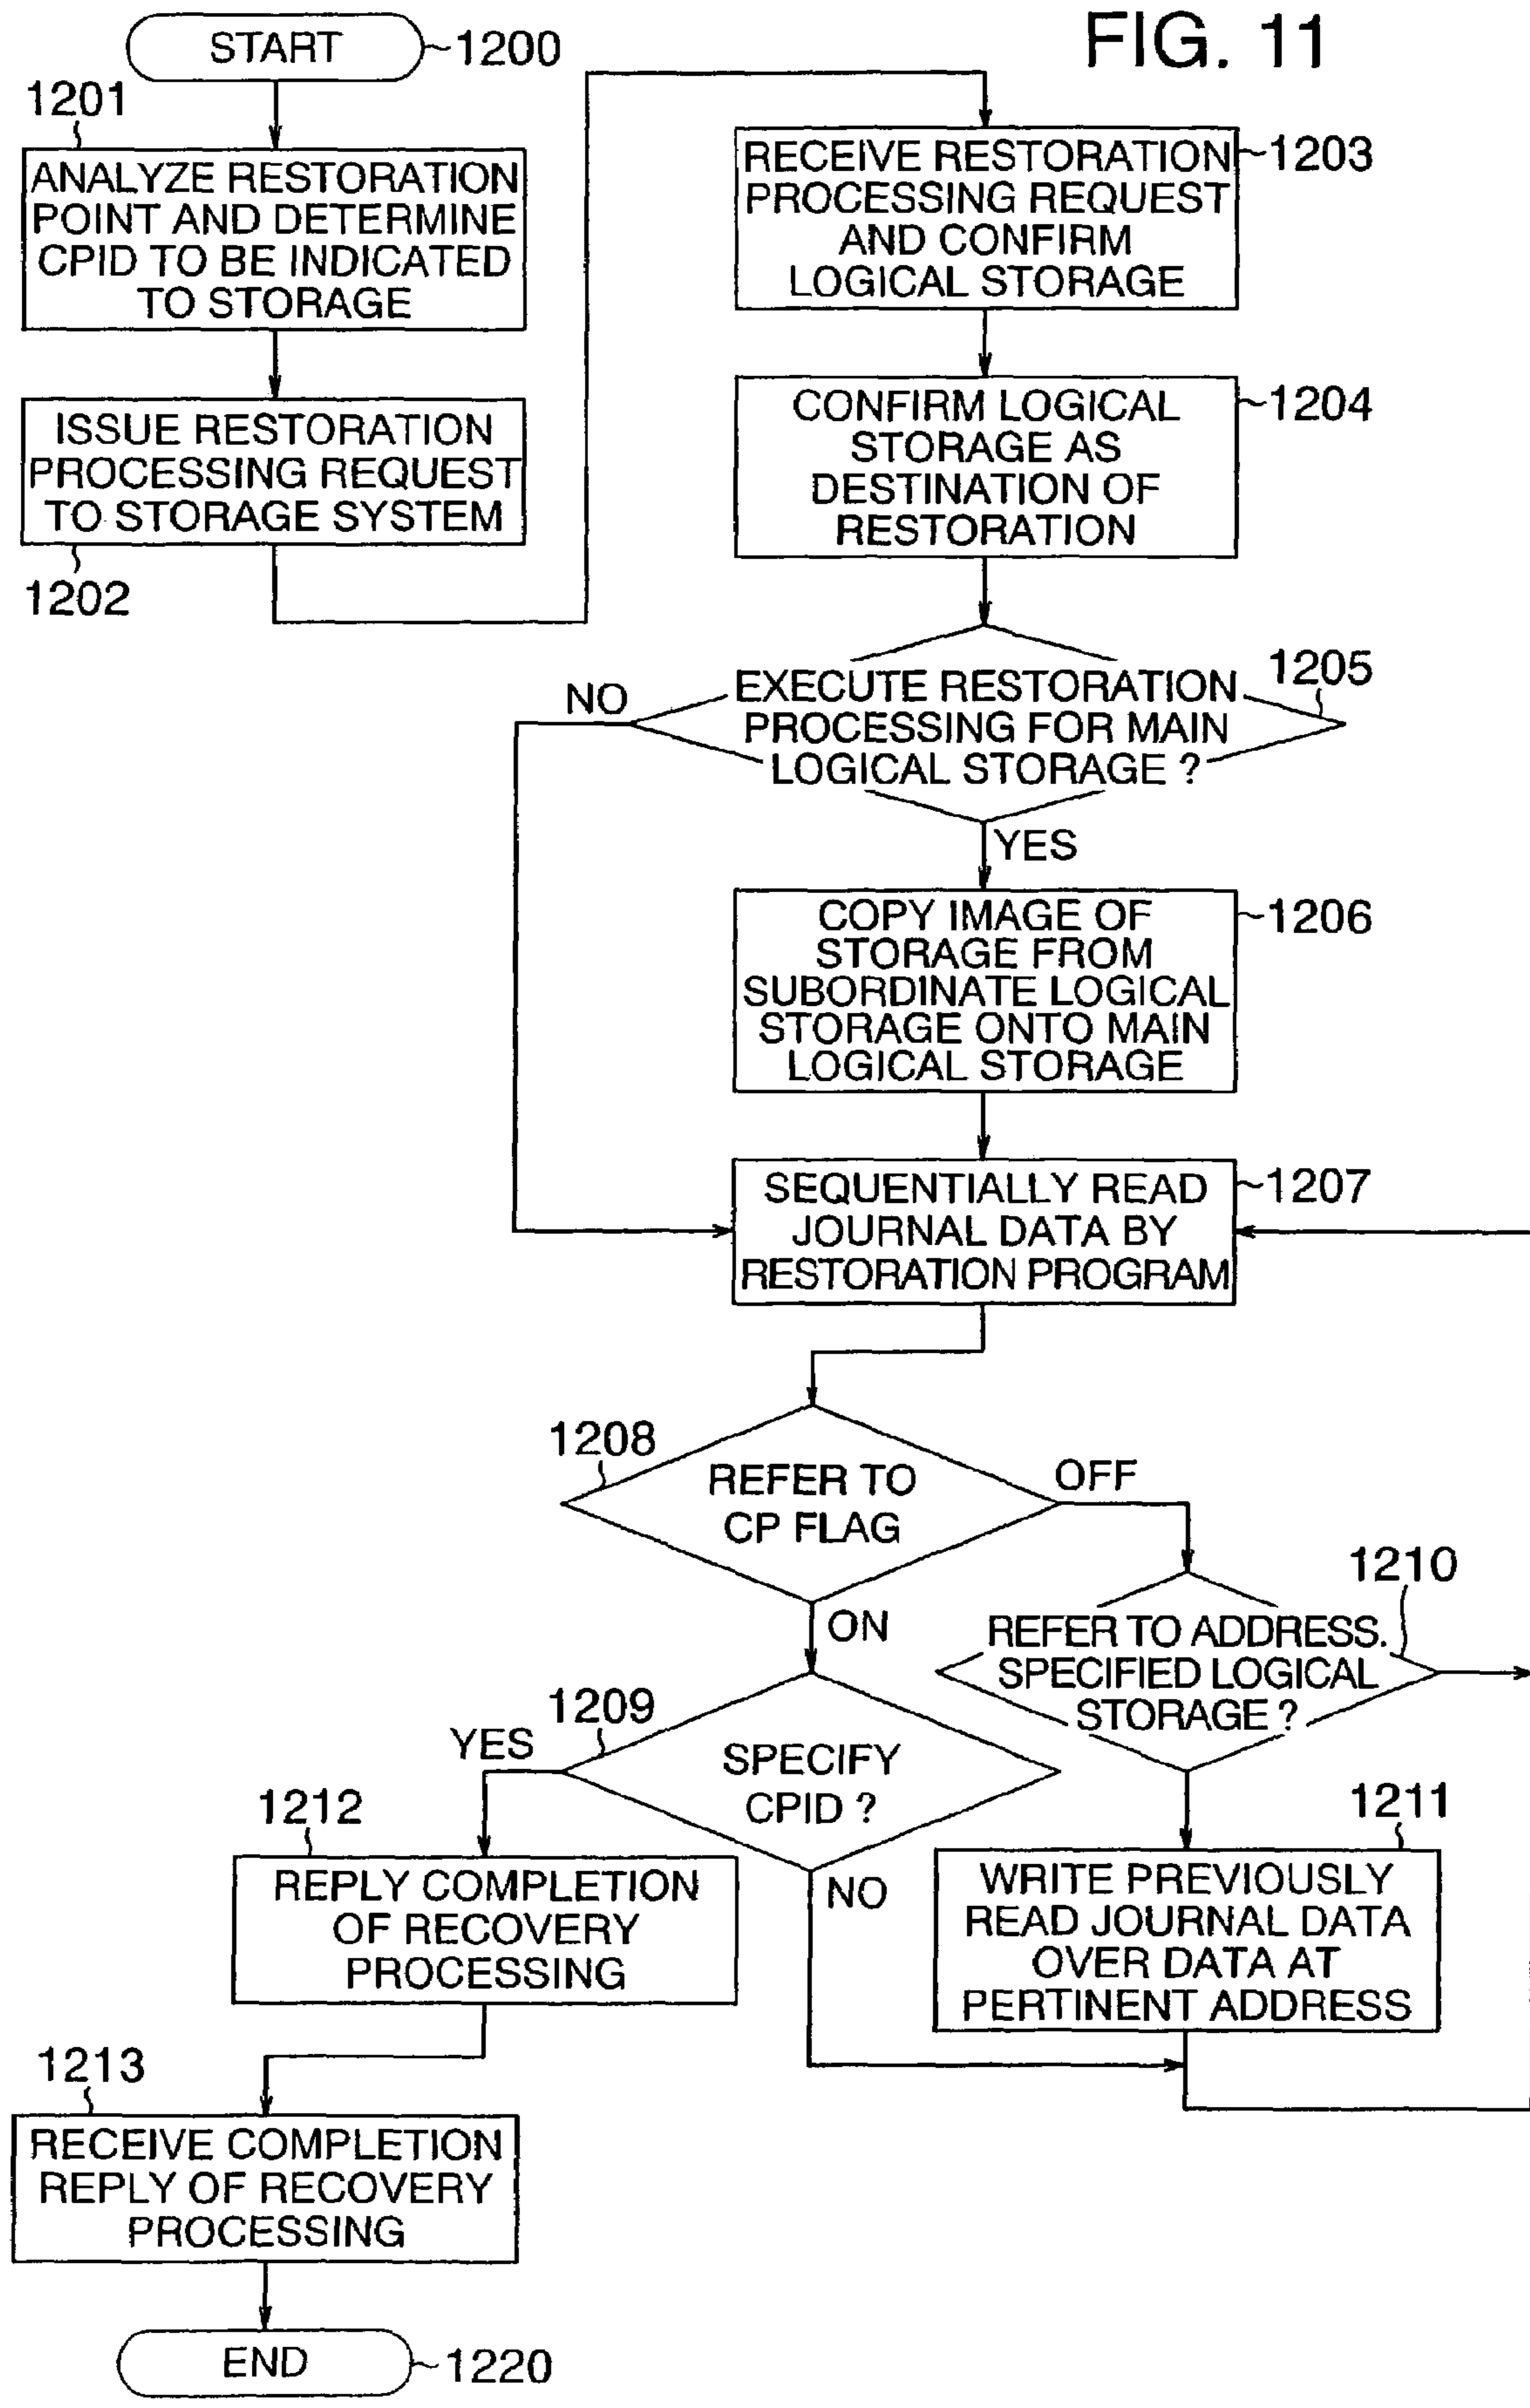 FIG. 11
START
1200
1201
ANALYZE RESTORATION
POINT AND DETERMINE
CPID TO BE INDICATED
TO STORAGE
ISSUE RESTORATION
PROCESSING REQUEST
TO STORAGE SYSTEM
1202
RECEIVE RESTORATION
PROCESSING REQUEST
AND CONFIRM
LOGICAL STORAGE
1203
CONFIRM LOGICAL
STORAGE AS
DESTINATION OF
RESTORATION
1204
EXECUTE RESTORATION
PROCESSING FOR MAIN
LOGICAL STORAGE ?
1205
NO
YES
COPY IMAGE OF
STORAGE FROM
SUBORDINATE LOGICAL
STORAGE ONTO MAIN
LOGICAL STORAGE
1206
SEQUENTIALLY READ
JOURNAL DATA BY
RESTORATION PROGRAM
1207
1208
REFER TO
CP FLAG
OFF
ON
1210
REFER TO ADDRESS.
SPECIFIED LOGICAL
STORAGE ?
1209
SPECIFY
CPID ?
YES
NO
1211
WRITE PREVIOUSLY
READ JOURNAL DATA
OVER DATA AT
PERTINENT ADDRESS
1212
REPLY COMPLETION
OF RECOVERY
PROCESSING
1213
RECEIVE COMPLETION
REPLY OF RECOVERY
PROCESSING
END
1220